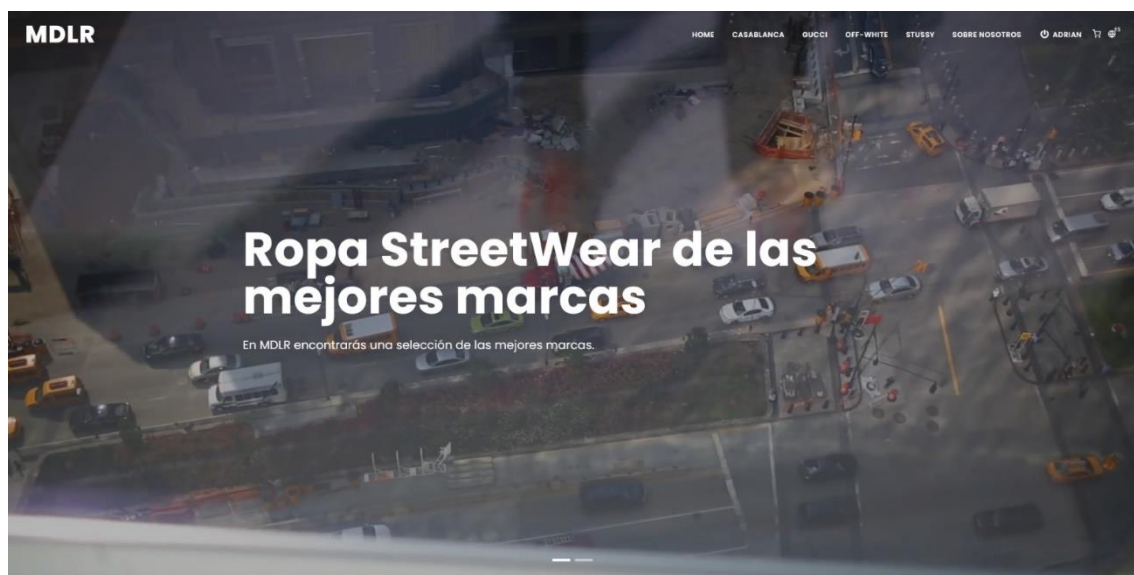 MDLR
HOME CASABLANCA GUCCI OFF-WHITE STUSSY SOBRE NOSOTROS ADRIAN ES
Ropa StreetWear de las
mejores marcas
En MDLR encontrarás una selección de las mejores marcas.